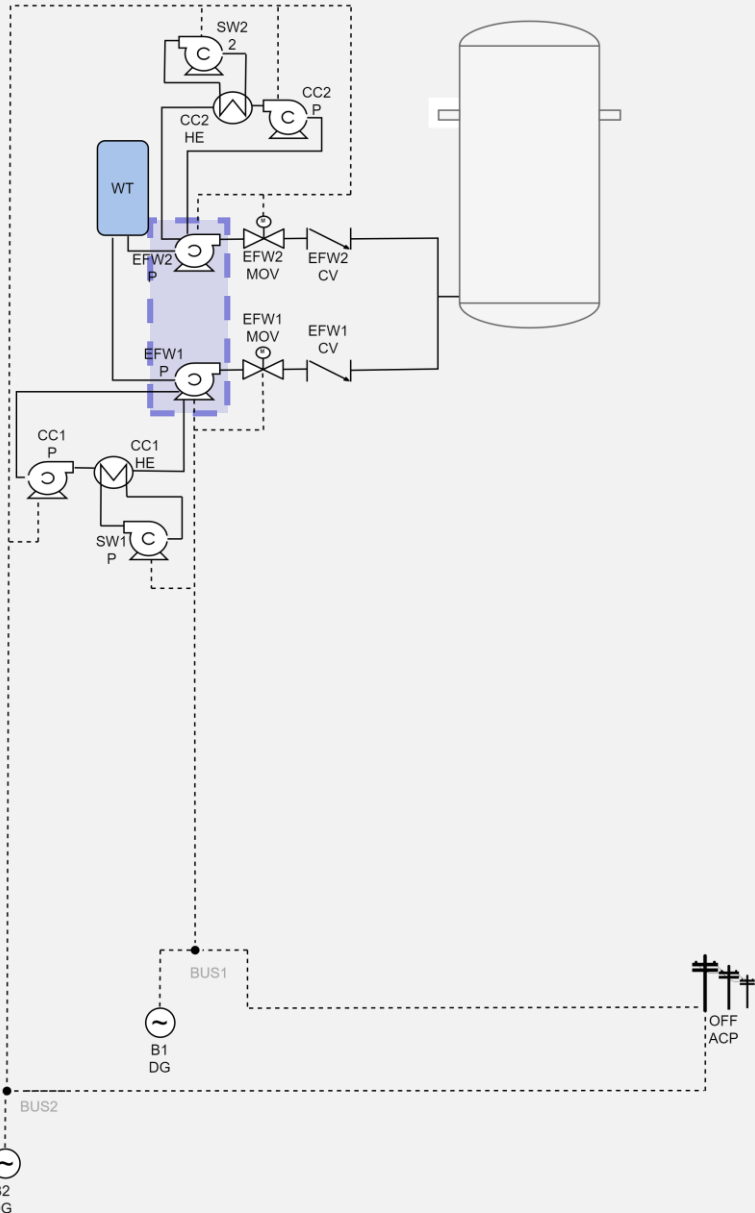 SW2
2
CC2
P
CC2
HE
WT
EFW2
P
EFW2
MOV
EFW2
CV
EFW1
MOV
EFW1
CV
EFW1
P
CC1
P
CC1
HE
SW1
P
BUS1
B1
DG
OFF
ACP
BUS2